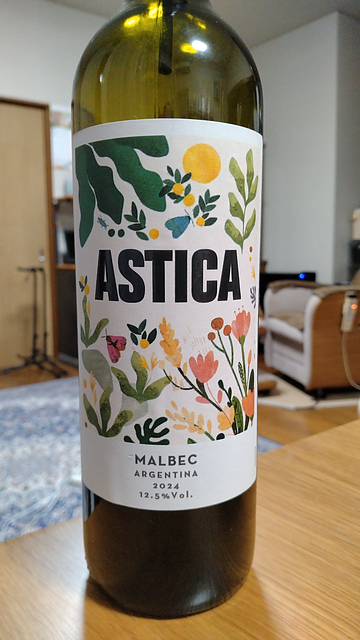 ASTICA
MALBEC
ARGENTINA
2024
12.5%Vol.